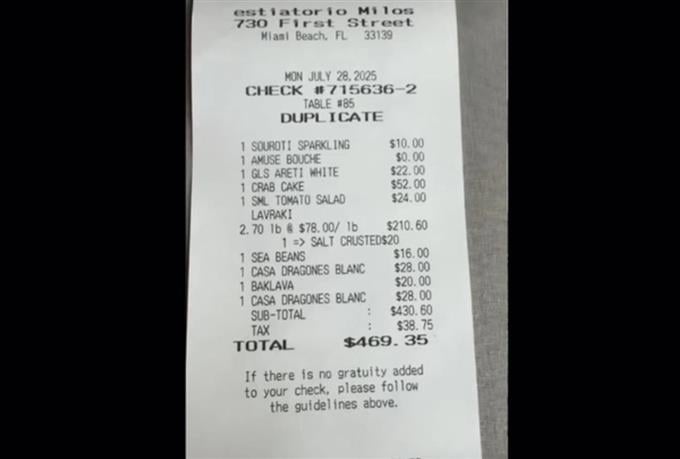 estiatorio Milos
730 First Street
Miami Beach, FL 33139
MON JULY 28,2025
CHECK #715636-2
TABLE #85
DUPLICATE
1 SOUROTI SPARKLING $10.00
1 AMUSE BOUCHE $0.00
1 GLS ARETI WHITE $22.00
1 CRAB CAKE $52.00
1 SML TOMATO SALAD $24.00
LAVRAKI
2.70 lb @ $78.00/ lb $210.60
1 => SALT CRUSTED$20
1 SEA BEANS $16.00
1 CASA DRAGONES BLANC $28.00
1 BAKLAVA $20.00
1 CASA DRAGONES BLANC $28.00
SUB-TOTAL : $430.60
TAX : $38.75
TOTAL $469.35
If there is no gratuity added
to your check, please follow
the guidelines above.